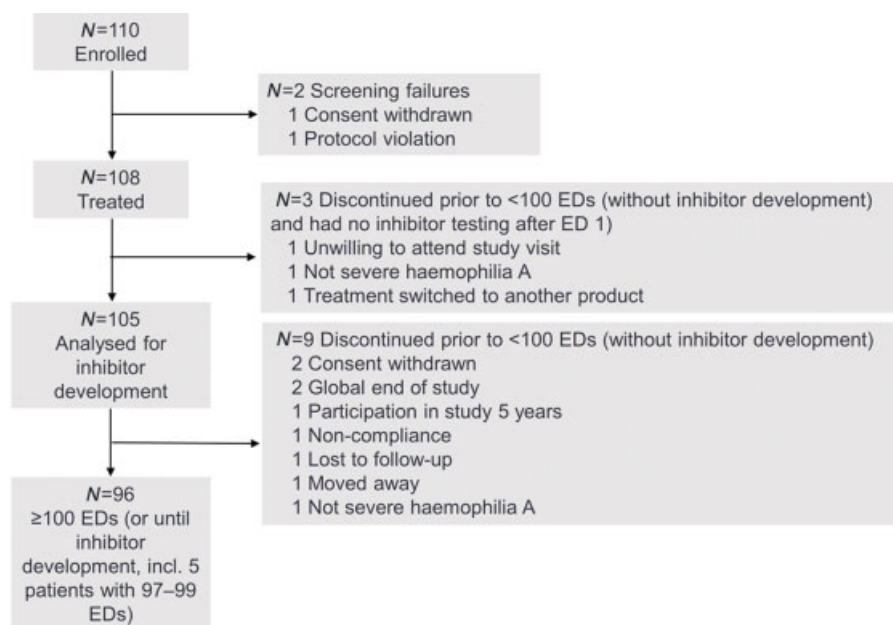 N=110
Enrolled
N=2 Screening failures
1 Consent withdrawn
1 Protocol violation
N=108
Treated
N=3 Discontinued prior to <100 EDs (without inhibitor development)
and had no inhibitor testing after ED 1)
1 Unwilling to attend study visit
1 Not severe haemophilia A
1 Treatment switched to another product
N=105
Analysed for
inhibitor
development
N=9 Discontinued prior to <100 EDs (without inhibitor development)
2 Consent withdrawn
2 Global end of study
1 Participation in study 5 years
1 Non-compliance
1 Lost to follow-up
1 Moved away
1 Not severe haemophilia A
N=96
≥100 EDs (or until
inhibitor
development, incl. 5
patients with 97–99
EDs)